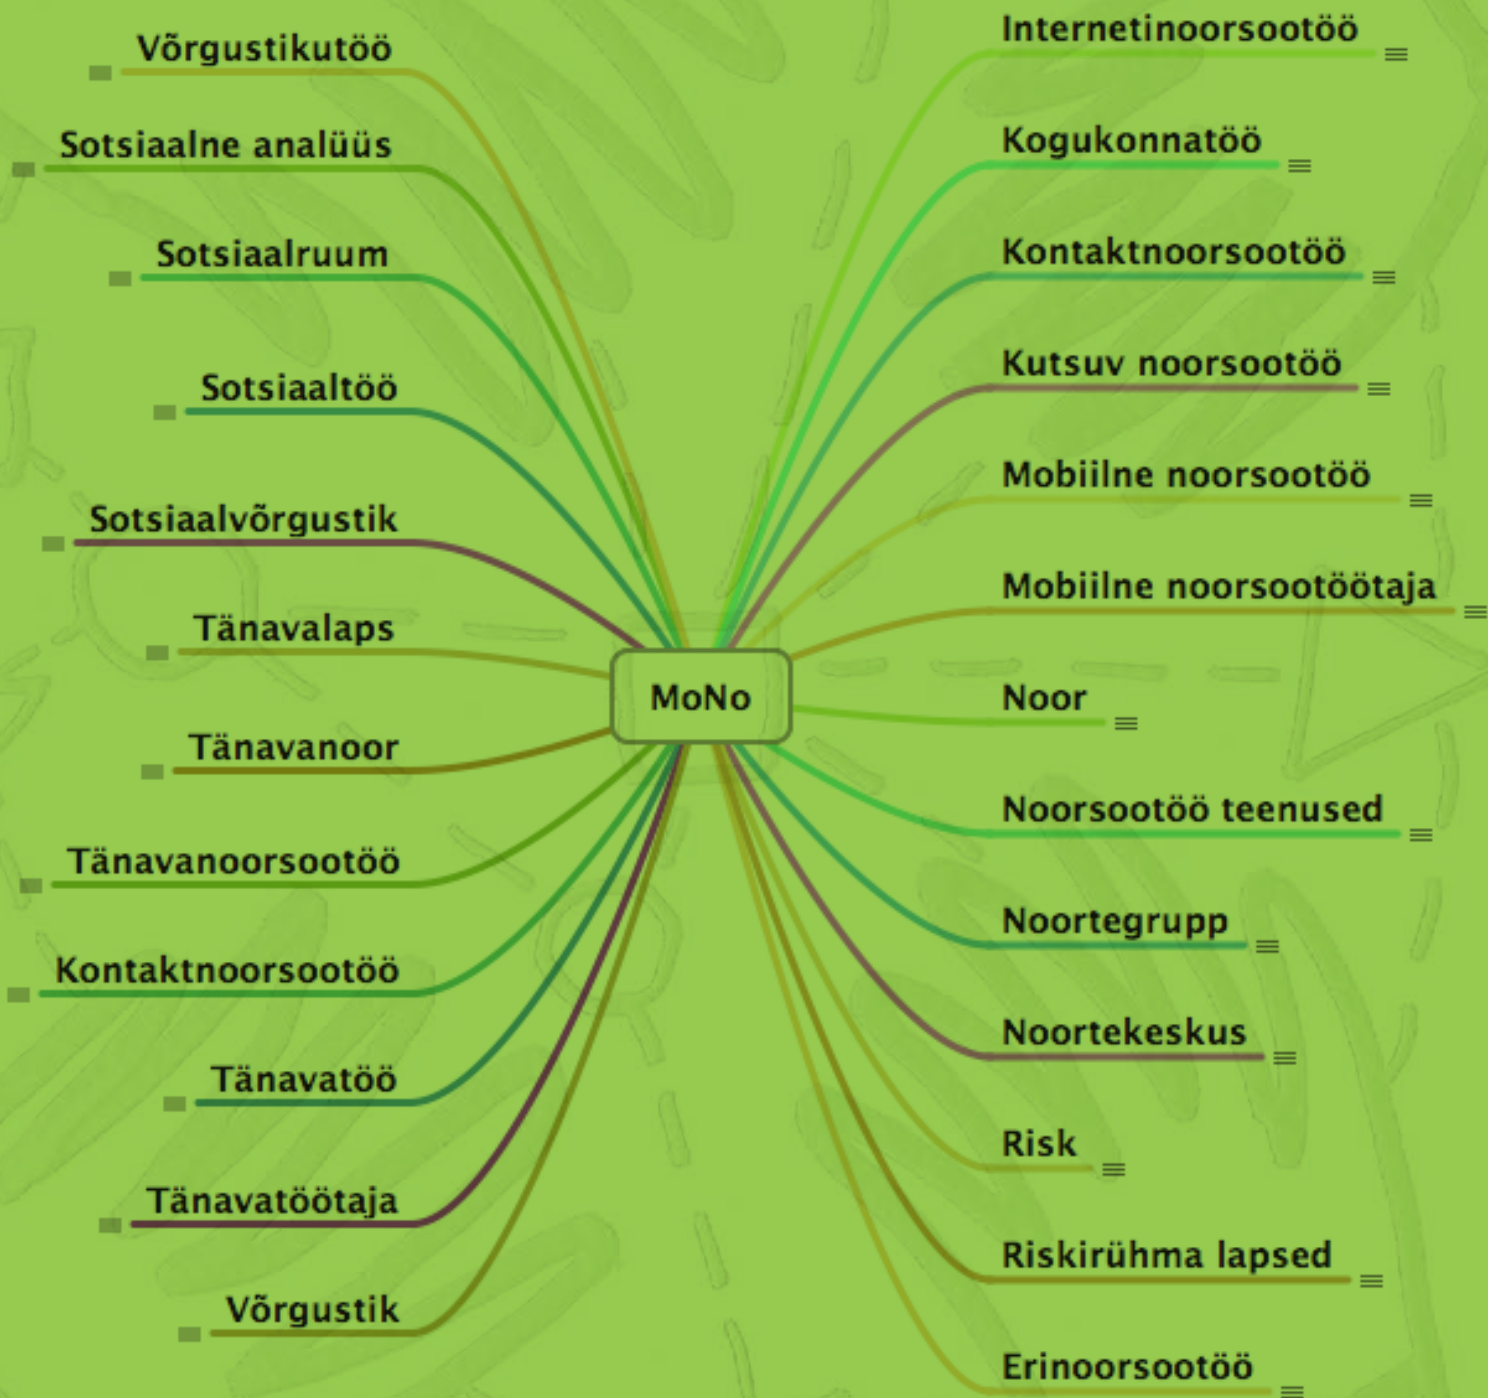 Võrgustikutöö
Sotsiaalne analüüs
Sotsiaalruum
Sotsiaaltöö
Sotsiaalvõrgustik
Tänavalaps
Tänavanoor
Tänavanoorsootöö
Kontaktnoorsootöö
Tänavatöö
Tänavatöötaja
Võrgustik
MoNo
Internetinoorsootöö
Kogukonnatöö
Kontaktnoorsootöö
Kutsuv noorsootöö
Mobiilne noorsootöö
Mobiilne noorsootöötaja
Noor
Noorsootöö teenused
Noortegrupp
Noortekeskus
Risk
Riskirühma lapsed
Erinoorsootöö